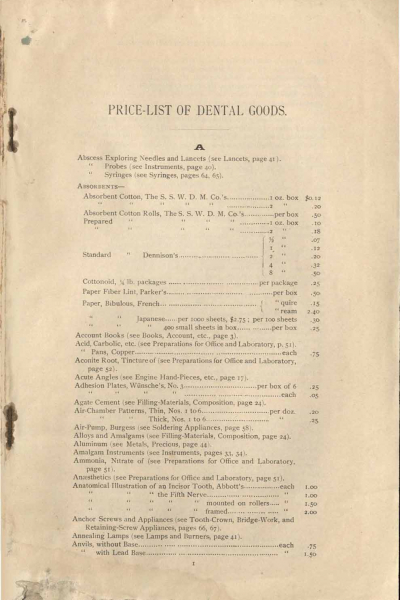 PRICE-LIST OF DENTAL GOODS.
A
Abscess Exploring Needles and Lancets (see Lancets, page 41).
" Probes (see Instruments, page 40).
" Syringes (see Syringes, pages 64, 65).
ABSORBENTS—
Absorbent Cotton, The S. S. W. D. M. Co.'s 1 oz. box $0.12
" " " " " 2 " .20
Absorbent Cotton Rolls, The S. S. W. D. M. Co.'s per box .50
Prepared " " 1 oz. box .10
" " " 2 " .18
½ " .07
1 " .12
Standard " Dennison's 2 " .20
4 " .32
8 " .50
Cottonoid, ¼ lb. packages per package .25
Paper Fiber Lint, Parker's per box .50
Paper, Bibulous, French " quire .15
" ream 2.40
" " Japanese per 1000 sheets, $2.75; per 100 sheets .30
" " " 400 small sheets in box per box .25
Account Books (see Books, Account, etc., page 3).
Acid, Carbolic, etc. (see Preparations for Office and Laboratory, p. 51).
" Pans, Copper each .75
Aconite Root, Tincture of (see Preparations for Office and Laboratory,
page 52).
Acute Angles (see Engine Hand-Pieces, etc., page 17).
Adhesion Plates, Wünsche's, No. 5 per box of 6 .25
" " " " each .05
Agate Cement (see Filling-Materials, Composition, page 24).
Air-Chamber Patterns, Thin, Nos. 1 to 6 per doz. .20
" " Thick, Nos. 1 to 6 " .25
Air-Pump, Burgess (see Soldering Appliances, page 58).
Alloys and Amalgams (see Filling-Materials, Composition, page 24).
Aluminum (see Metals, Precious, page 44).
Amalgam Instruments (see Instruments, pages 33, 34).
Ammonia, Nitrate of (see Preparations for Office and Laboratory,
page 51).
Anæsthetics (see Preparations for Office and Laboratory, page 51).
Anatomical Illustration of an Incisor Tooth, Abbott's each 1.00
" " " the Fifth Nerve " 1.00
" " " " mounted on rollers " 1.50
" " " " framed " 2.00
Anchor Screws and Appliances (see Tooth-Crown, Bridge-Work, and
Retaining-Screw Appliances, pages 66, 67).
Annealing Lamps (see Lamps and Burners, page 41).
Anvils, without Base each .75
" with Lead Base " 1.50
1